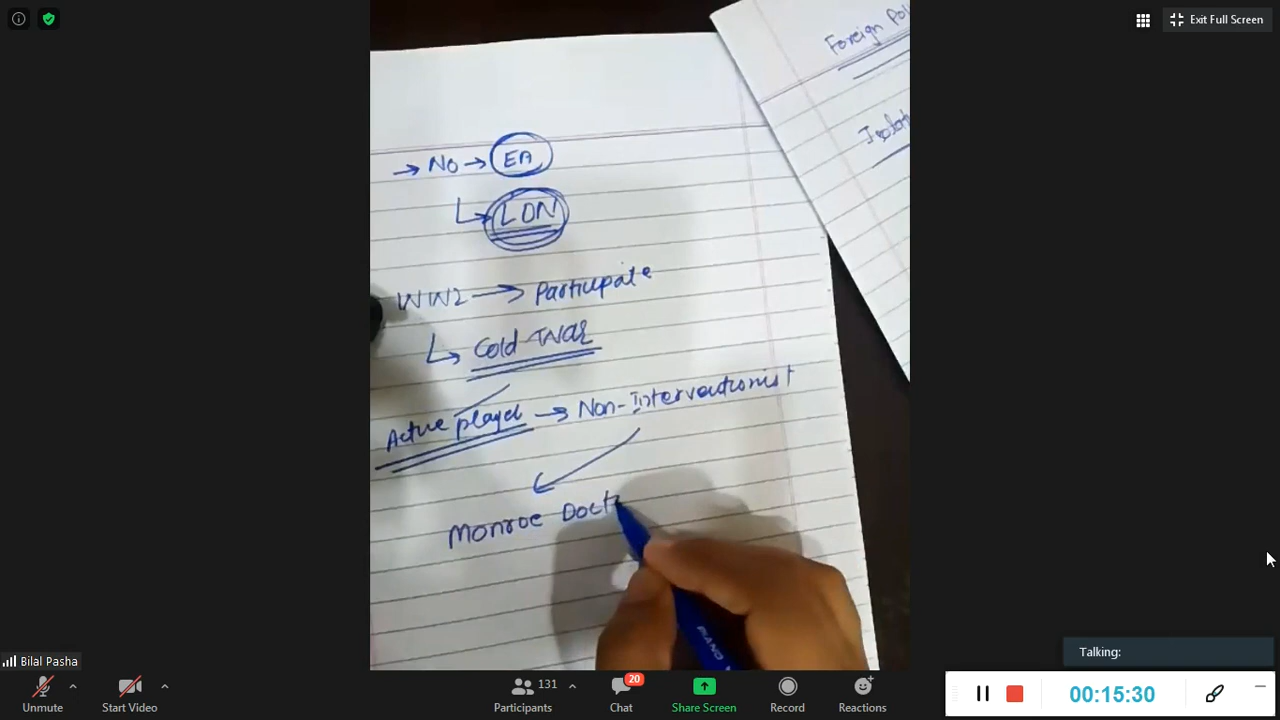 Exit Full Screen
Foreign
→ No → EA
↳ LON
WW2 → Participate
↳ Cold War
Active player → Non-Interventionist
Monroe Doct
PIANO
Bilal Pasha
Talking:
Unmute
Start Video
Participants
131
Chat
20
Share Screen
Record
Reactions
00:15:30